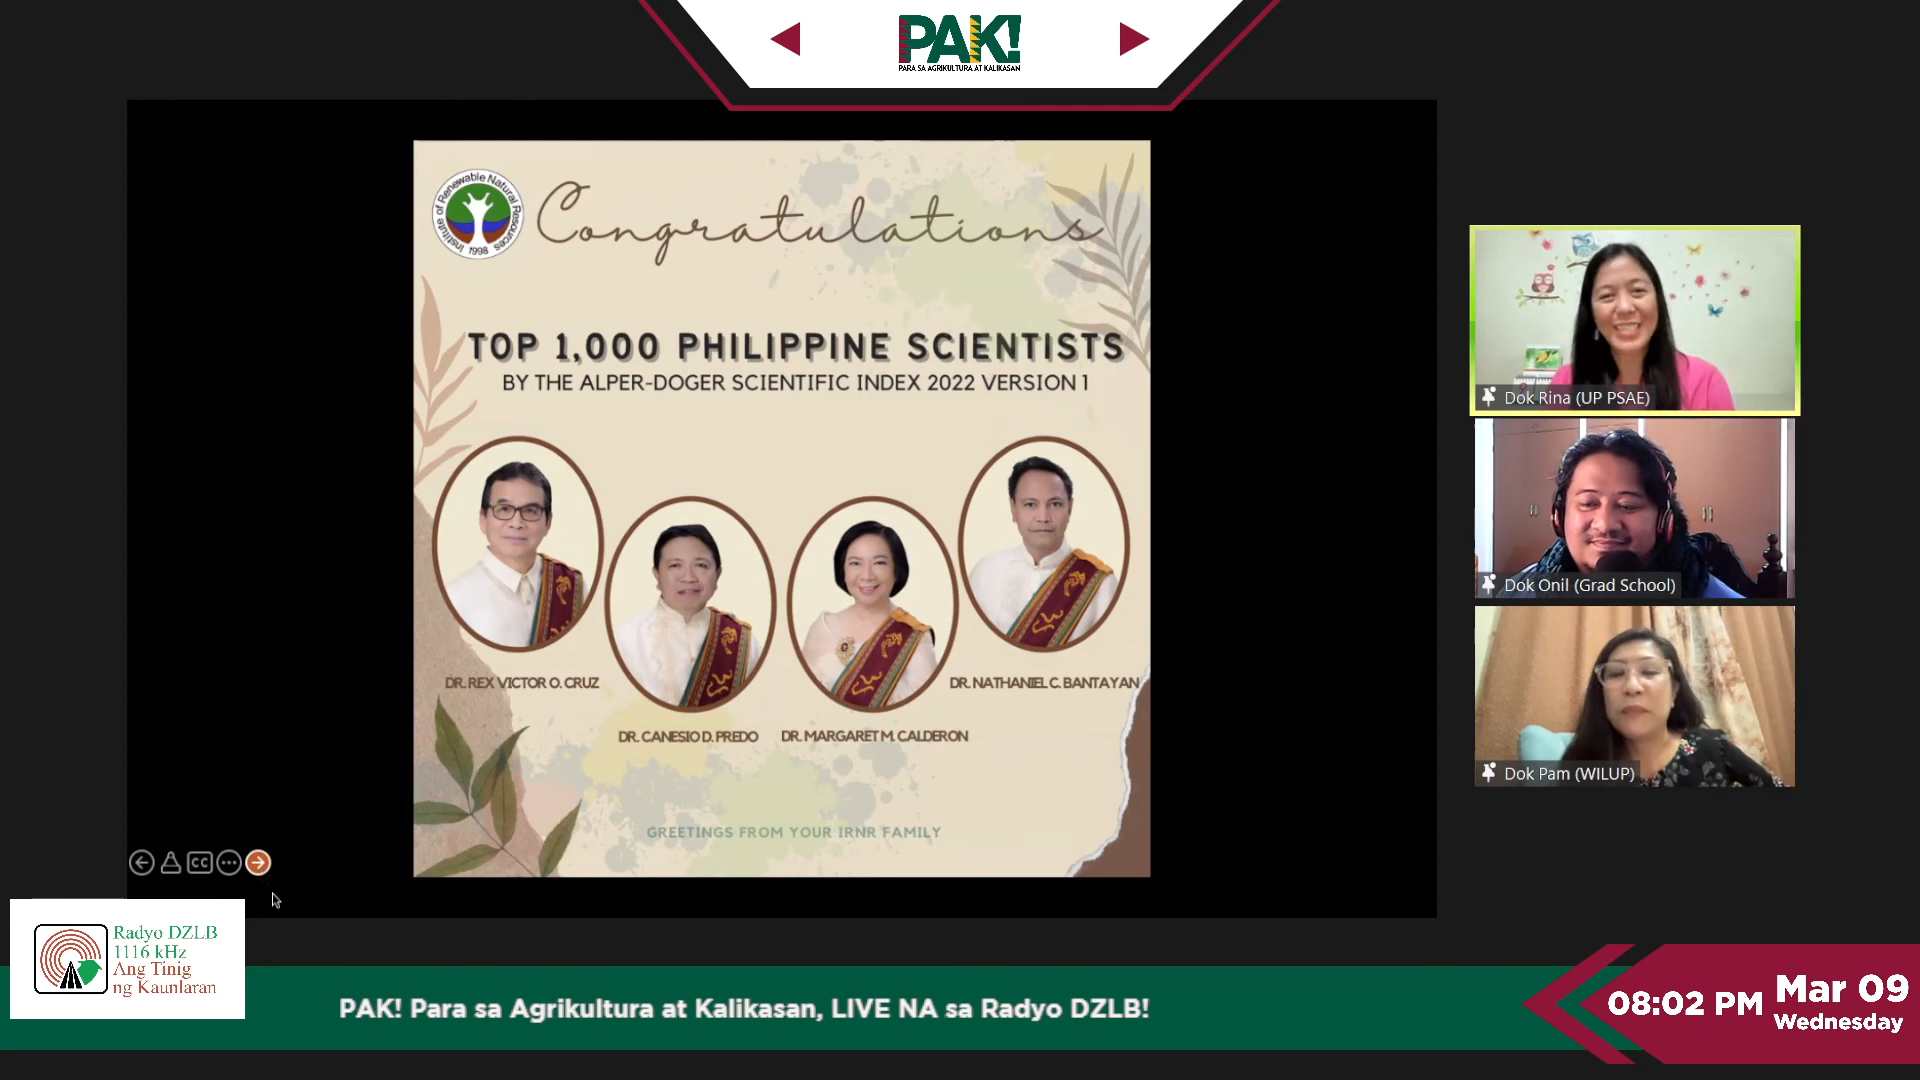 PAK!
PARA SA AGRIKULTURA AT KALIKASAN
Institute of Renewable Natural Resources
1998
Congratulations
TOP 1,000 PHILIPPINE SCIENTISTS
BY THE ALPER-DOGER SCIENTIFIC INDEX 2022 VERSION 1
DR. REX VICTOR O. CRUZ
DR. CANESIO D. PREDO
DR. MARGARET M. CALDERON
DR. NATHANIEL C. BANTAYAN
GREETINGS FROM YOUR IRNR FAMILY
CC
Dok Rina (UP PSAE)
Dok Onil (Grad School)
Dok Pam (WILUP)
Radyo DZLB
1116 kHz
Ang Tinig
ng Kaunlaran
PAK! Para sa Agrikultura at Kalikasan, LIVE NA sa Radyo DZLB!
08:02 PM
Mar 09
Wednesday